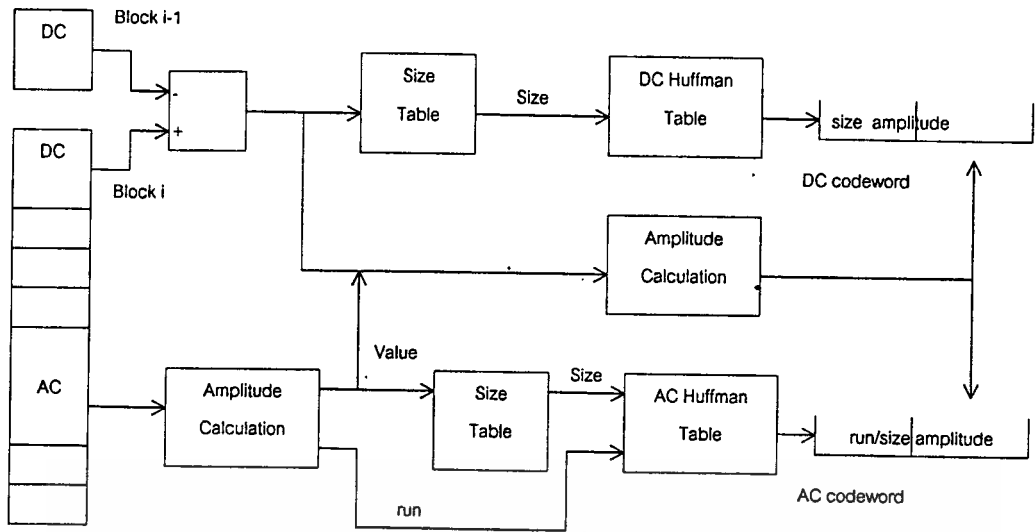 Block i-1
DC
-
+
Size
Table
Size
DC Huffman
Table
size amplitude
DC codeword
DC
Block i
Amplitude
Calculation
Value
AC
Amplitude
Calculation
Size
Table
Size
AC Huffman
Table
run/size amplitude
AC codeword
run